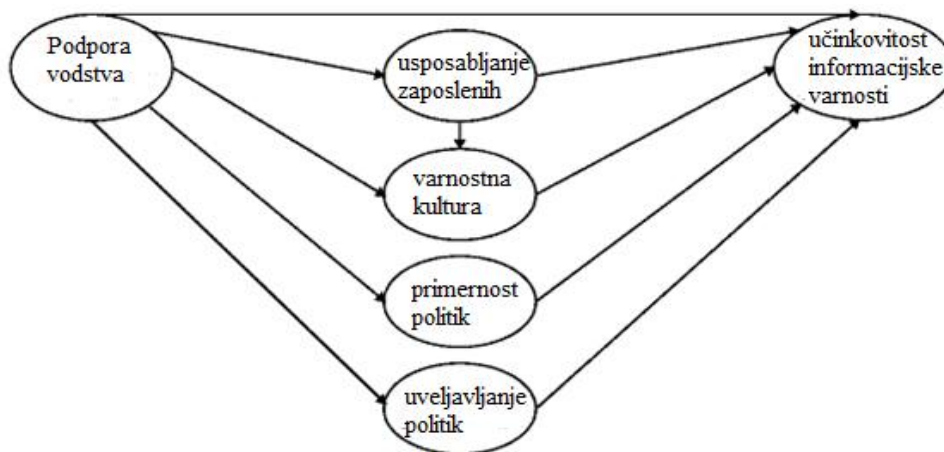 Podpora
vodstva
usposabljanje
zaposlenih
varnostna
kultura
primernost
politik
uveljavljanje
politik
učinkovitost
informacijske
varnosti